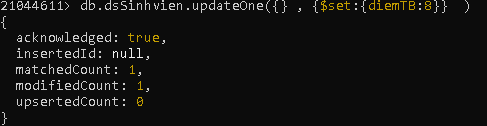 21044611> db.dsSinhvien.updateOne({} , {$set:{diemTB:8}}  )
{
  acknowledged: true,
  insertedId: null,
  matchedCount: 1,
  modifiedCount: 1,
  upsertedCount: 0
}